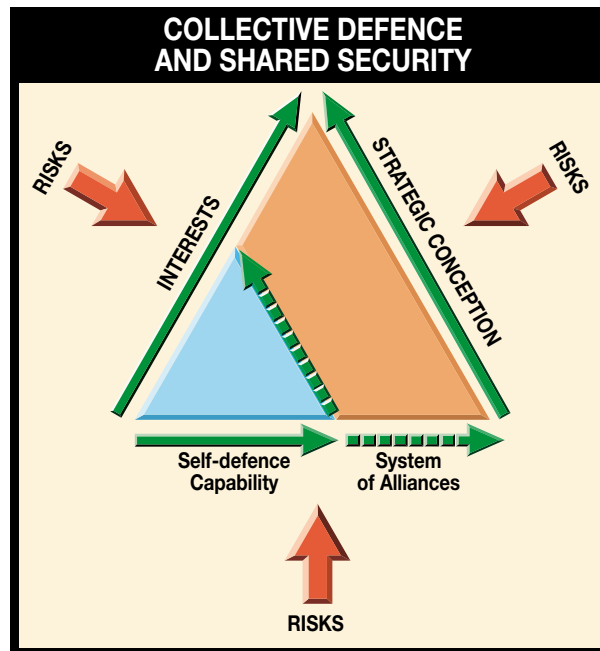 COLLECTIVE DEFENCE
AND SHARED SECURITY
RISKS
RISKS
INTERESTS
STRATEGIC CONCEPTION
Self-defence
Capability
System
of Alliances
RISKS